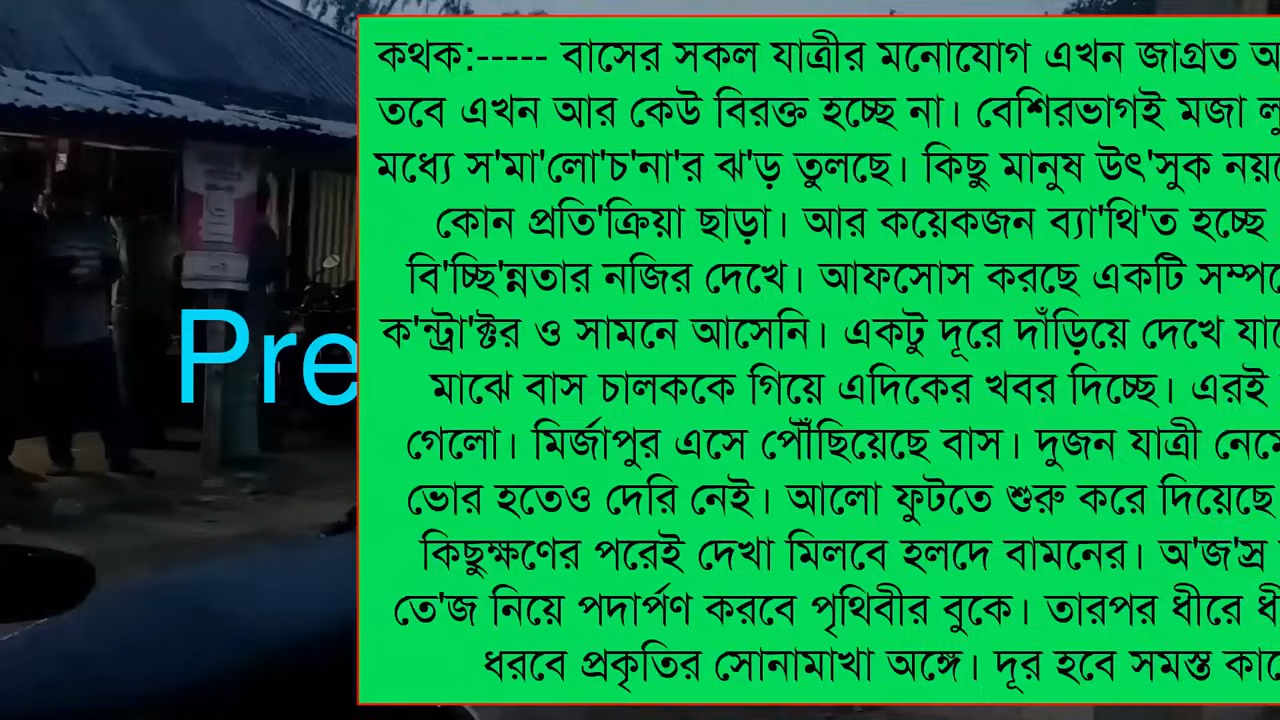 কথক:----- বাসের সকল যাত্রীর মনোযোগ এখন জাগ্রত
তবে এখন আর কেউ বিরক্ত হচ্ছে না। বেশিরভাগই মজা
মধ্যে স'মা'লো'চ'না'র ঝ'ড় তুলছে। কিছু মানুষ উৎ'সুক
কোন প্রতি'ক্রিয়া ছাড়া। আর কয়েকজন ব্যা'থি'ত হচ্ছে
বি'চ্ছি'ন্নতার নজির দেখে। আফসোস করছে একটি
ক'ন্ট্রা'ক্টর ও সামনে আসেনি। একটু দূরে দাঁড়িয়ে দেখে
মাঝে বাস চালককে গিয়ে এদিকের খবর দিচ্ছে। এরই
Pre
গেলো। মির্জাপুর এসে পৌঁছিয়েছে বাস। দুজন যাত্রী
ভোর হতেও দেরি নেই। আলো ফুটতে শুরু করে দিয়েছে
কিছুক্ষণের পরেই দেখা মিলবে হলদে বামনের। অ'জ'স্র
তে'জ নিয়ে পদার্পণ করবে পৃথিবীর বুকে। তারপর ধীরে
ধরবে প্রকৃতির সোনামাখা অঙ্গে। দূর হবে সমস্ত